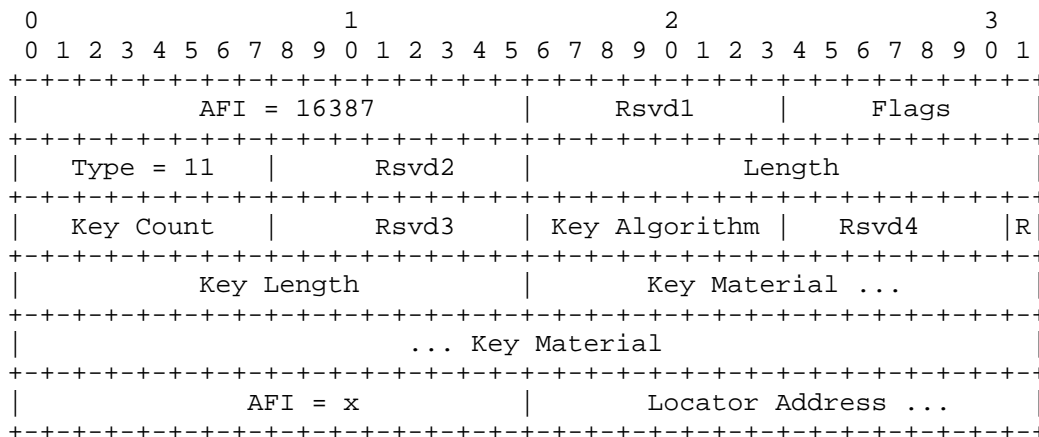 0                   1                   2                   3
0 1 2 3 4 5 6 7 8 9 0 1 2 3 4 5 6 7 8 9 0 1 2 3 4 5 6 7 8 9 0 1
+-+-+-+-+-+-+-+-+-+-+-+-+-+-+-+-+-+-+-+-+-+-+-+-+-+-+-+-+-+-+-+-+
|           AFI = 16387         |     Rsvd1     |     Flags     |
+-+-+-+-+-+-+-+-+-+-+-+-+-+-+-+-+-+-+-+-+-+-+-+-+-+-+-+-+-+-+-+-+
|   Type = 11   |      Rsvd2    |             Length            |
+-+-+-+-+-+-+-+-+-+-+-+-+-+-+-+-+-+-+-+-+-+-+-+-+-+-+-+-+-+-+-+-+
|   Key Count   |      Rsvd3    | Key Algorithm |   Rsvd4     |R|
+-+-+-+-+-+-+-+-+-+-+-+-+-+-+-+-+-+-+-+-+-+-+-+-+-+-+-+-+-+-+-+-+
|           Key Length          |       Key Material ...        |
+-+-+-+-+-+-+-+-+-+-+-+-+-+-+-+-+-+-+-+-+-+-+-+-+-+-+-+-+-+-+-+-+
|                        ... Key Material                       |
+-+-+-+-+-+-+-+-+-+-+-+-+-+-+-+-+-+-+-+-+-+-+-+-+-+-+-+-+-+-+-+-+
|              AFI = x          |       Locator Address ...     |
+-+-+-+-+-+-+-+-+-+-+-+-+-+-+-+-+-+-+-+-+-+-+-+-+-+-+-+-+-+-+-+-+